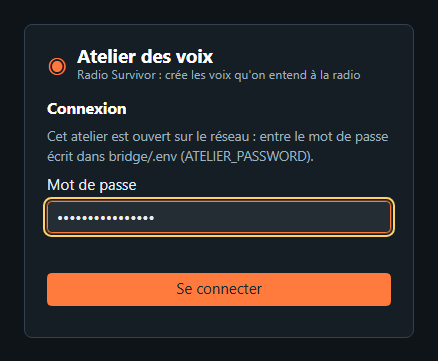 Atelier des voix
Radio Survivor : crée les voix qu'on entend à la radio
Connexion
Cet atelier est ouvert sur le réseau : entre le mot de passe
écrit dans bridge/.env (ATELIER_PASSWORD).
Mot de passe
••••••••••••••••
Se connecter